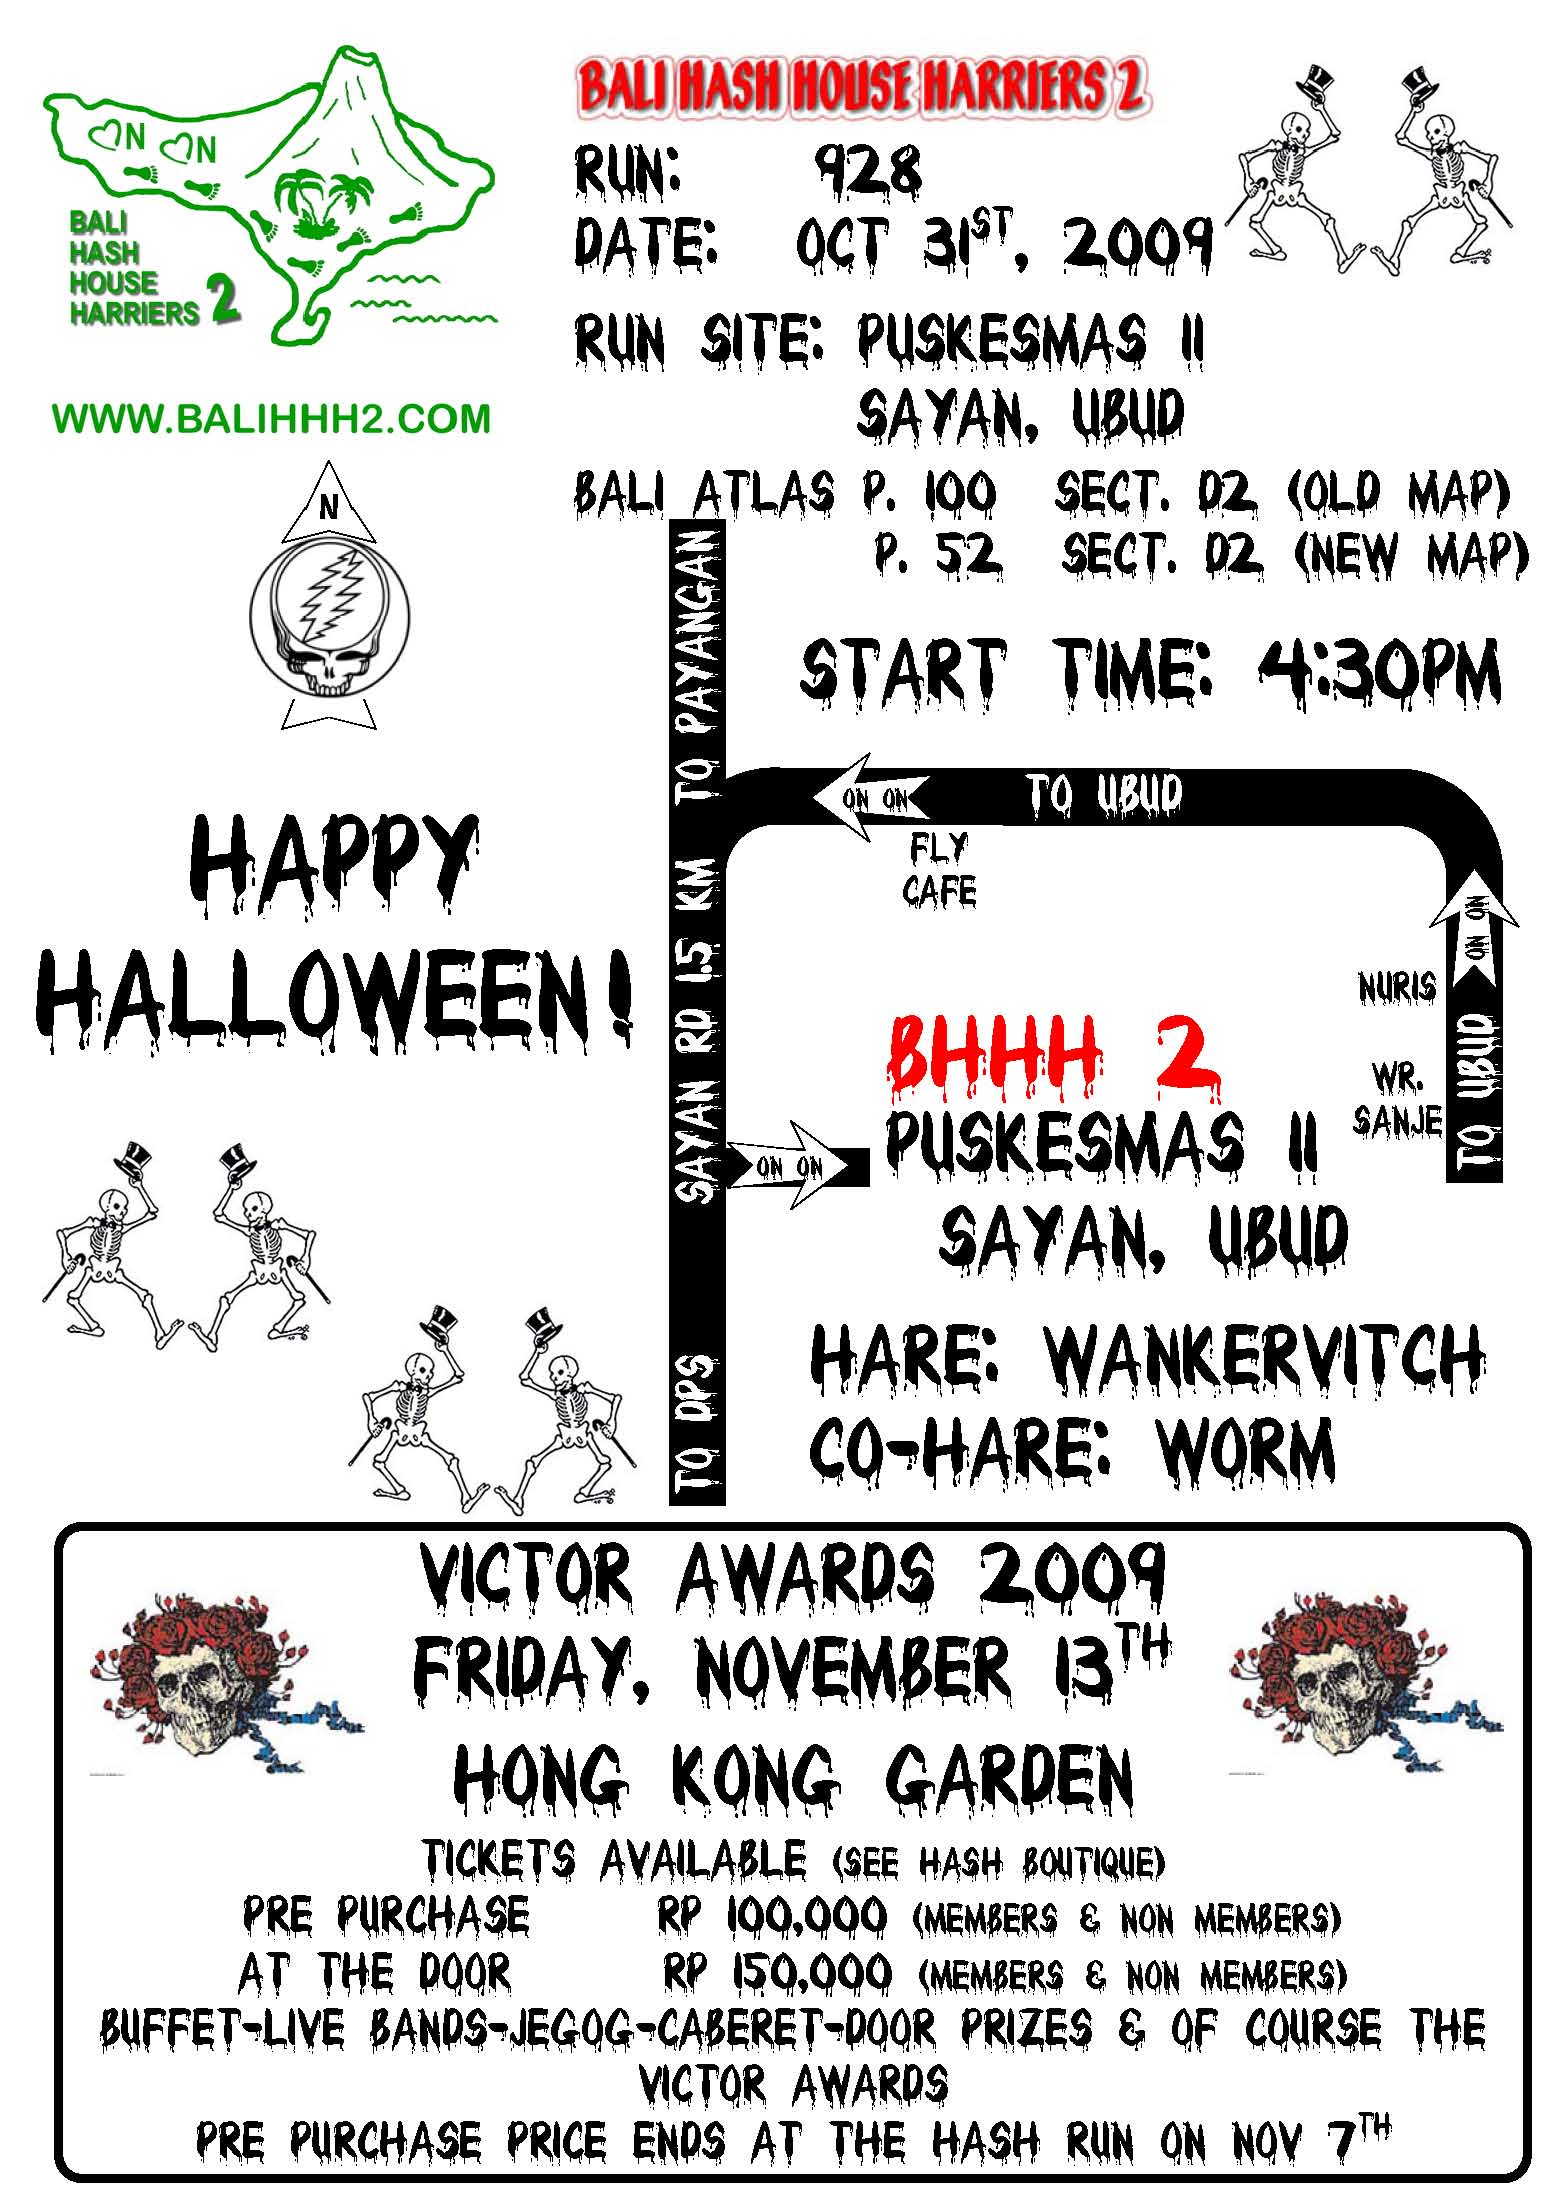 BALI HASH HOUSE HARRIERS 2
ON ON
BALI
HASH
HOUSE
HARRIERS 2
WWW.BALIHHH2.COM
RUN: 928
DATE: OCT 31ST, 2009
RUN SITE: PUSKESMAS II
SAYAN, UBUD
BALI ATLAS P. 100 SECT. D2 (OLD MAP)
P. 52 SECT. D2 (NEW MAP)
START TIME: 4:30PM
N
HAPPY
HALLOWEEN!
TO PAYANGAN
SAYAN RD 1.5 KM
TO DPS
ON ON
TO UBUD
FLY
CAFE
ON ON
TO UBUD
NURIS
WR.
SANJE
ON ON
BHHH 2
PUSKESMAS II
SAYAN, UBUD
HARE: WANKERVITCH
CO-HARE: WORM
VICTOR AWARDS 2009
FRIDAY, NOVEMBER 13TH
HONG KONG GARDEN
TICKETS AVAILABLE (SEE HASH BOUTIQUE)
PRE PURCHASE RP 100,000 (MEMBERS & NON MEMBERS)
AT THE DOOR RP 150,000 (MEMBERS & NON MEMBERS)
BUFFET-LIVE BANDS-JEGOG-CABERET-DOOR PRIZES & OF COURSE THE
VICTOR AWARDS
PRE PURCHASE PRICE ENDS AT THE HASH RUN ON NOV 7TH